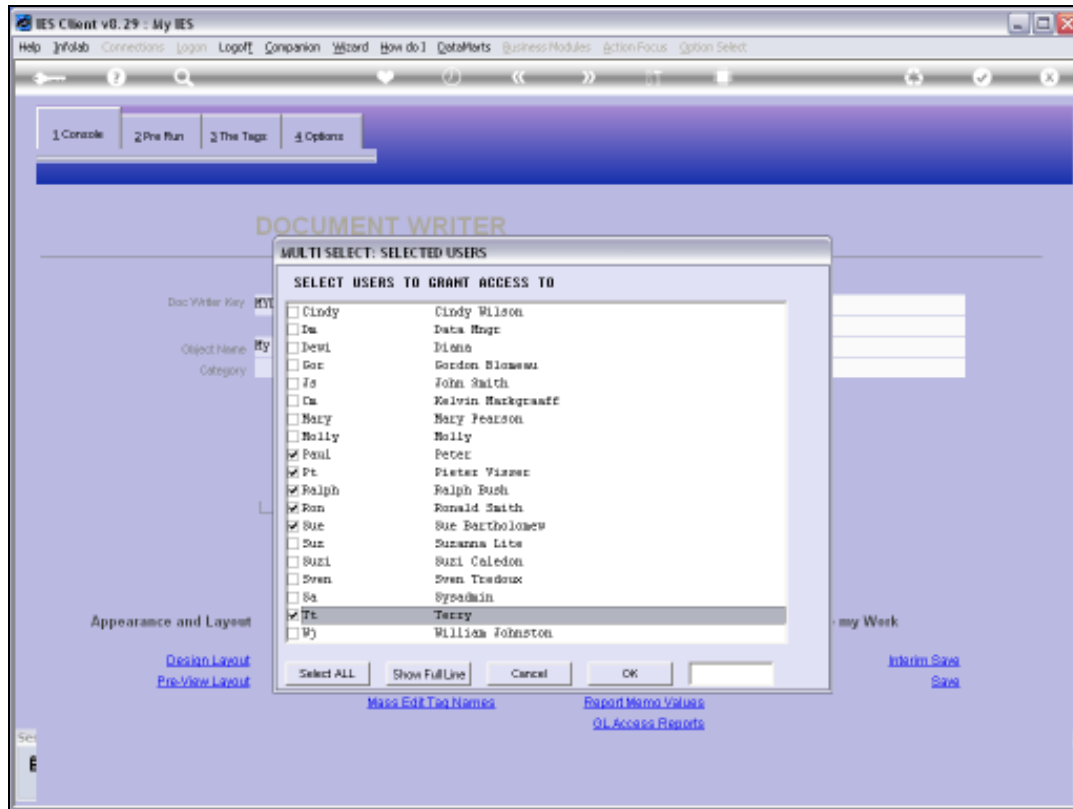 IES Client v8.29 : My IES
Help Infolab Connections Logon Logoff Companion Wizard How do I DataMarts Business Modules Action Focus Option Select
1 Console 2 Pre Run 3 The Tags 4 Options
DOCUMENT WRITER
MULTI SELECT: SELECTED USERS
SELECT USERS TO GRANT ACCESS TO
Doc Writer Key
Object Name My
Category
Cindy Cindy Wilson
Dm Data Mngr
Dewi Diana
Gor Gordon Blomeau
Js John Smith
Cm Kelvin Markgraaff
Mary Mary Pearson
Molly Molly
Paul Peter
Pt Pieter Visser
Ralph Ralph Bush
Ron Ronald Smith
Sue Sue Bartholomew
Suz Suzanna Lite
Suzi Suzi Caledon
Sven Sven Tredoux
Sa Sysadmin
Tt Terry
Wj William Johnston
Appearance and Layout my Work
Design Layout Interim Save
Pre-View Layout Save
Select ALL Show Full Line Cancel OK
Mass Edit Tag Names Report Memo Values
GL Access Reports